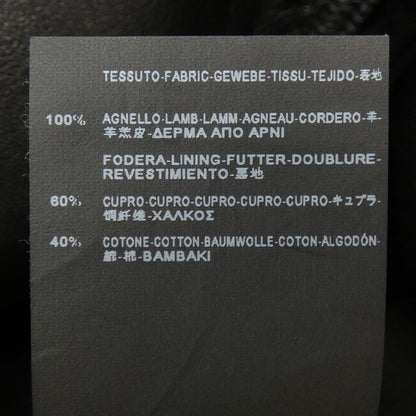 TESSUTO-FABRIC-GEWEBE-TISSU-TEJIDO-表地
100% AGNELLO-LAMB-LAMM-AGNEAU-CORDERO-羊-
羊羔皮-ΔΕΡΜΑ ΑΠΟ ΑΡΝΙ
FODERA-LINING-FUTTER-DOUBLURE-
REVESTIMIENTO-裏地
60% CUPRO-CUPRO-CUPRO-CUPRO-CUPRO-キュプラ-
铜纤维-ΧΑΛΚΟΣ
40% COTONE-COTTON-BAUMWOLLE-COTON-ALGODÓN-
綿-棉-BAMBAKI